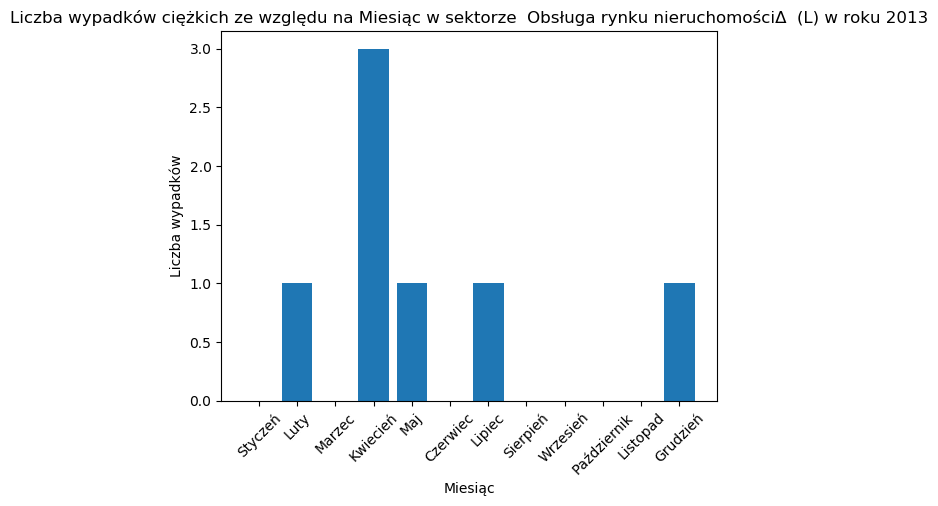 Liczba wypadków ciężkich ze względu na Miesiąc w sektorze  Obsługa rynku nieruchomościΔ  (L) w roku 2013
3.0
2.5
2.0
1.5
1.0
0.5
0.0
Liczba wypadków
Styczeń
Luty
Marzec
Kwiecień
Maj
Czerwiec
Lipiec
Sierpień
Wrzesień
Październik
Listopad
Grudzień
Miesiąc